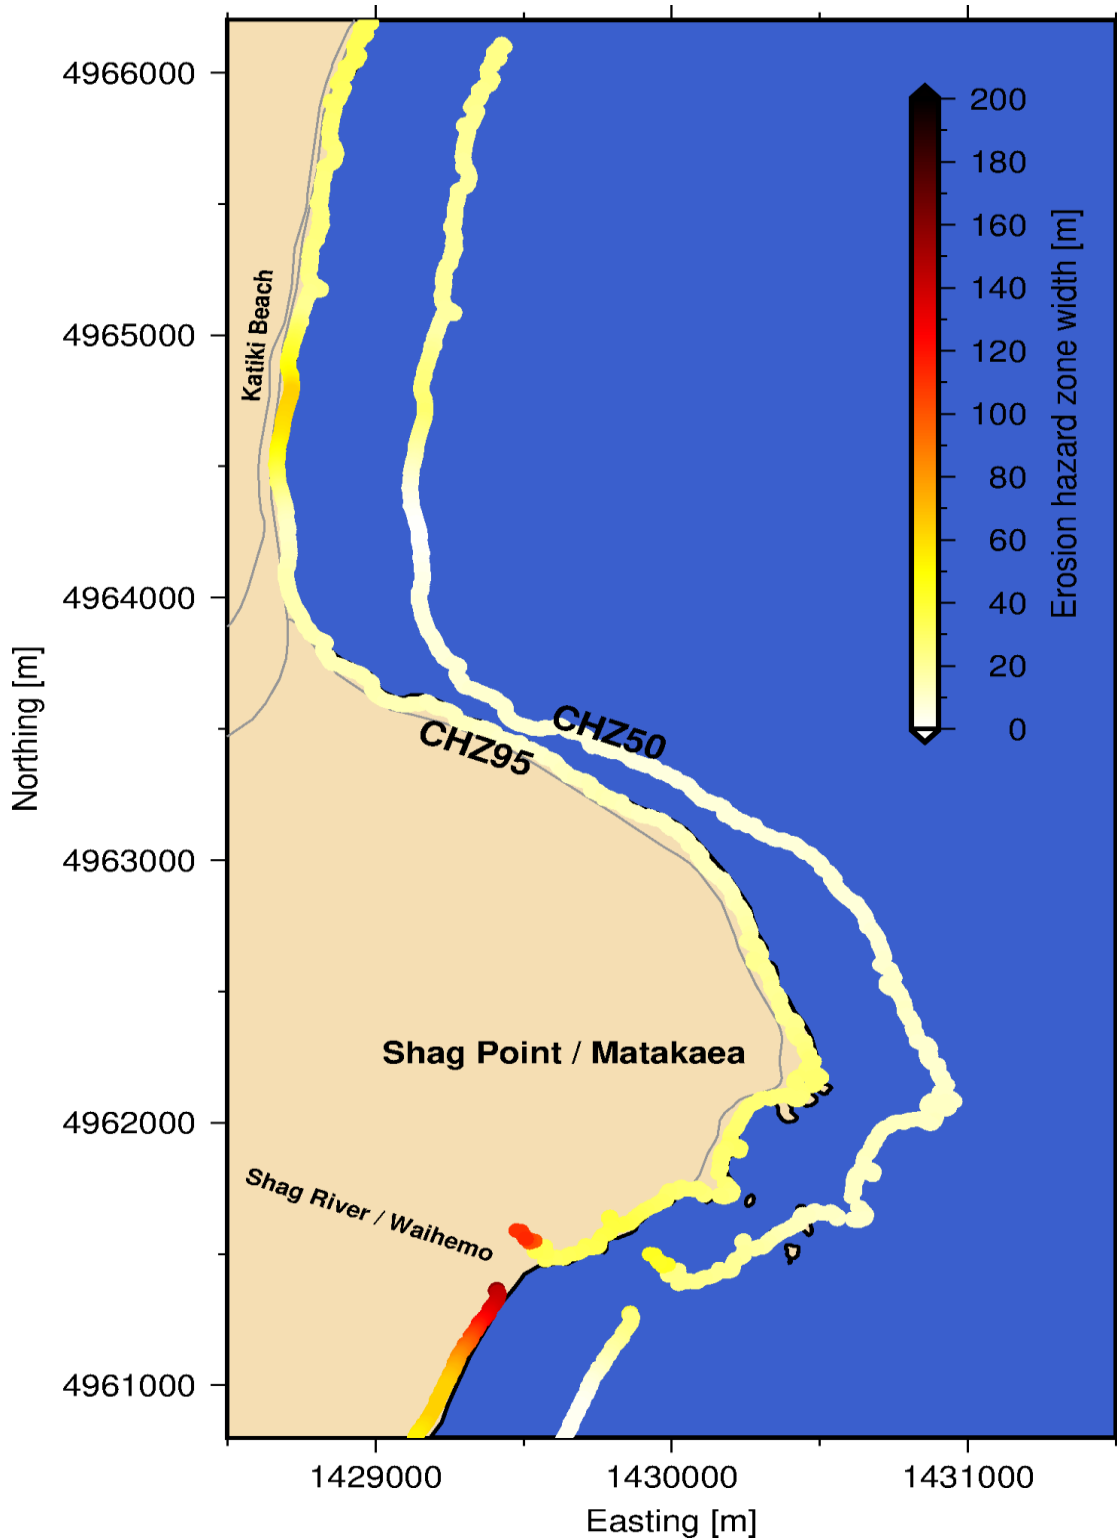 4966000
4965000
4964000
4963000
4962000
4961000
Northing [m]
1429000
1430000
1431000
Easting [m]
200
180
160
140
120
100
80
60
40
20
0
Erosion hazard zone width [m]
Katiki Beach
CHZ50
CHZ95
Shag Point / Matakaea
Shag River / Waihemo